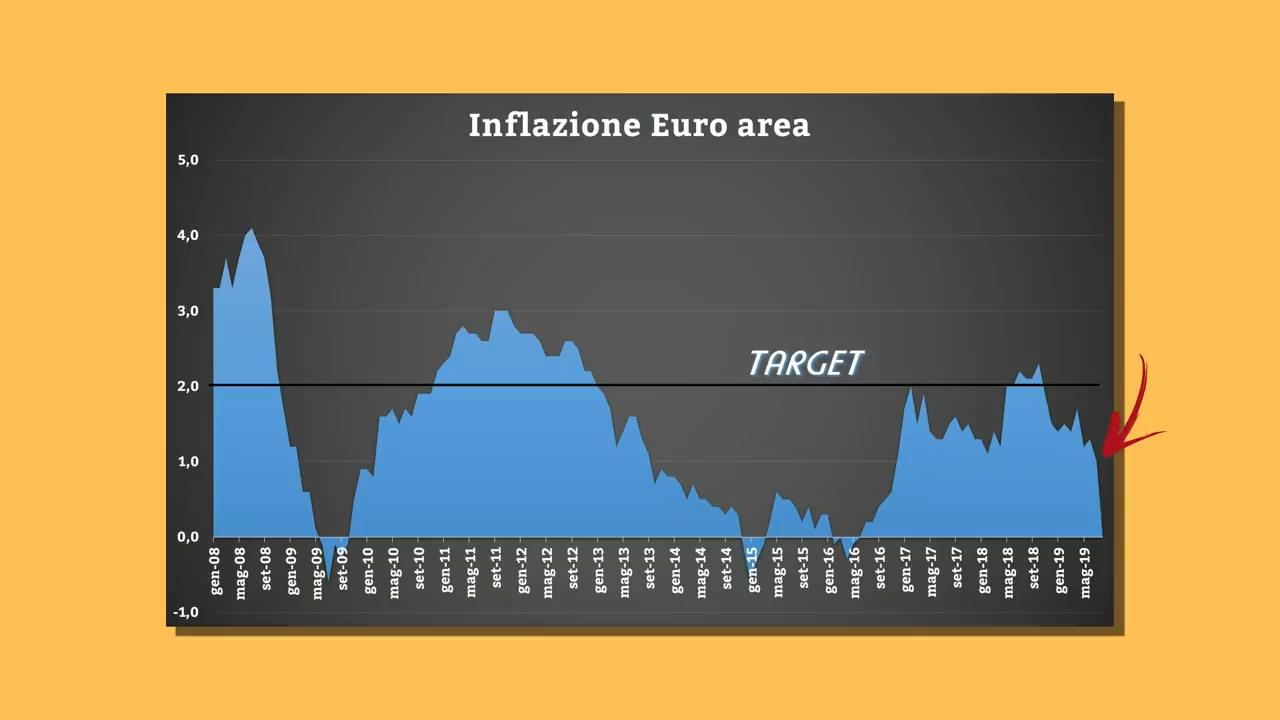 Inflazione Euro area
5,0
4,0
3,0
TARGET
2,0
1,0
0,0
-1,0
gen-08
mag-08
set-08
gen-09
mag-09
set-09
gen-10
mag-10
set-10
gen-11
mag-11
set-11
gen-12
mag-12
set-12
gen-13
mag-13
set-13
gen-14
mag-14
set-14
gen-15
mag-15
set-15
gen-16
mag-16
set-16
gen-17
mag-17
set-17
gen-18
mag-18
set-18
gen-19
mag-19